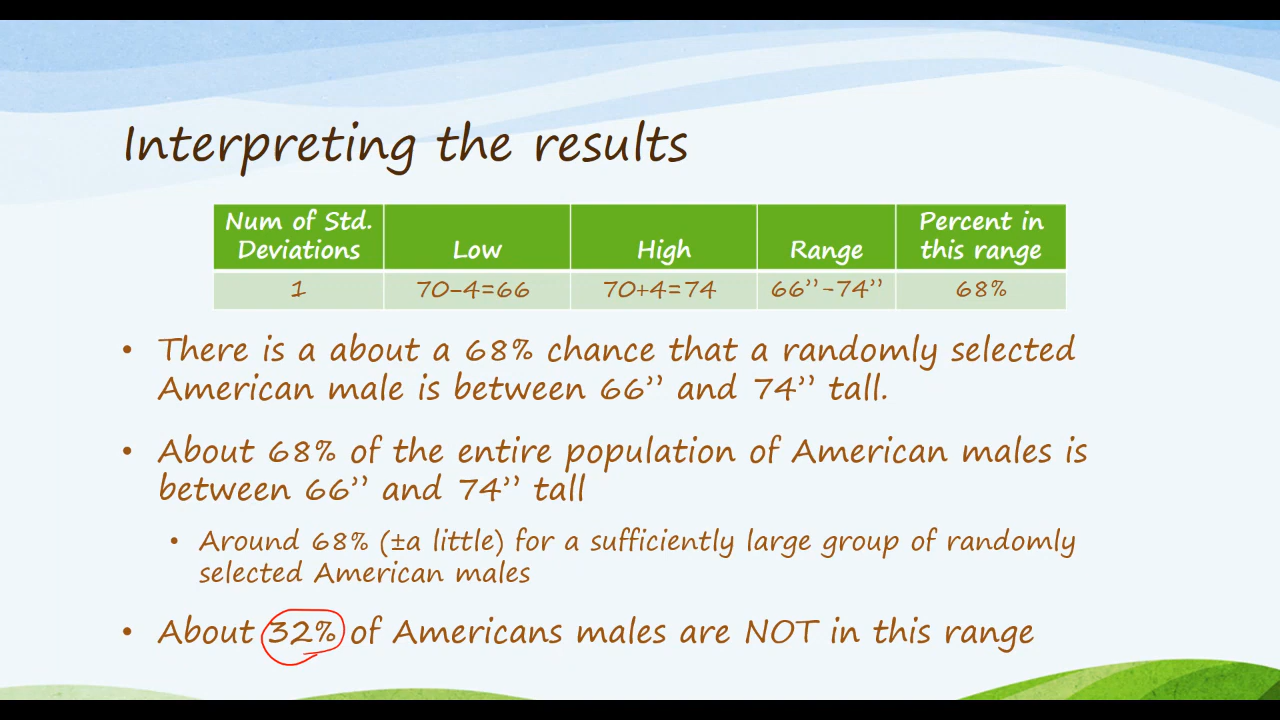 Interpreting the results
Num of Std. Deviations Low High Range Percent in this range
1 70-4=66 70+4=74 66”-74” 68%
• There is a about a 68% chance that a randomly selected
American male is between 66” and 74” tall.
• About 68% of the entire population of American males is
between 66” and 74” tall
• Around 68% (±a little) for a sufficiently large group of randomly
selected American males
• About 32% of Americans males are NOT in this range